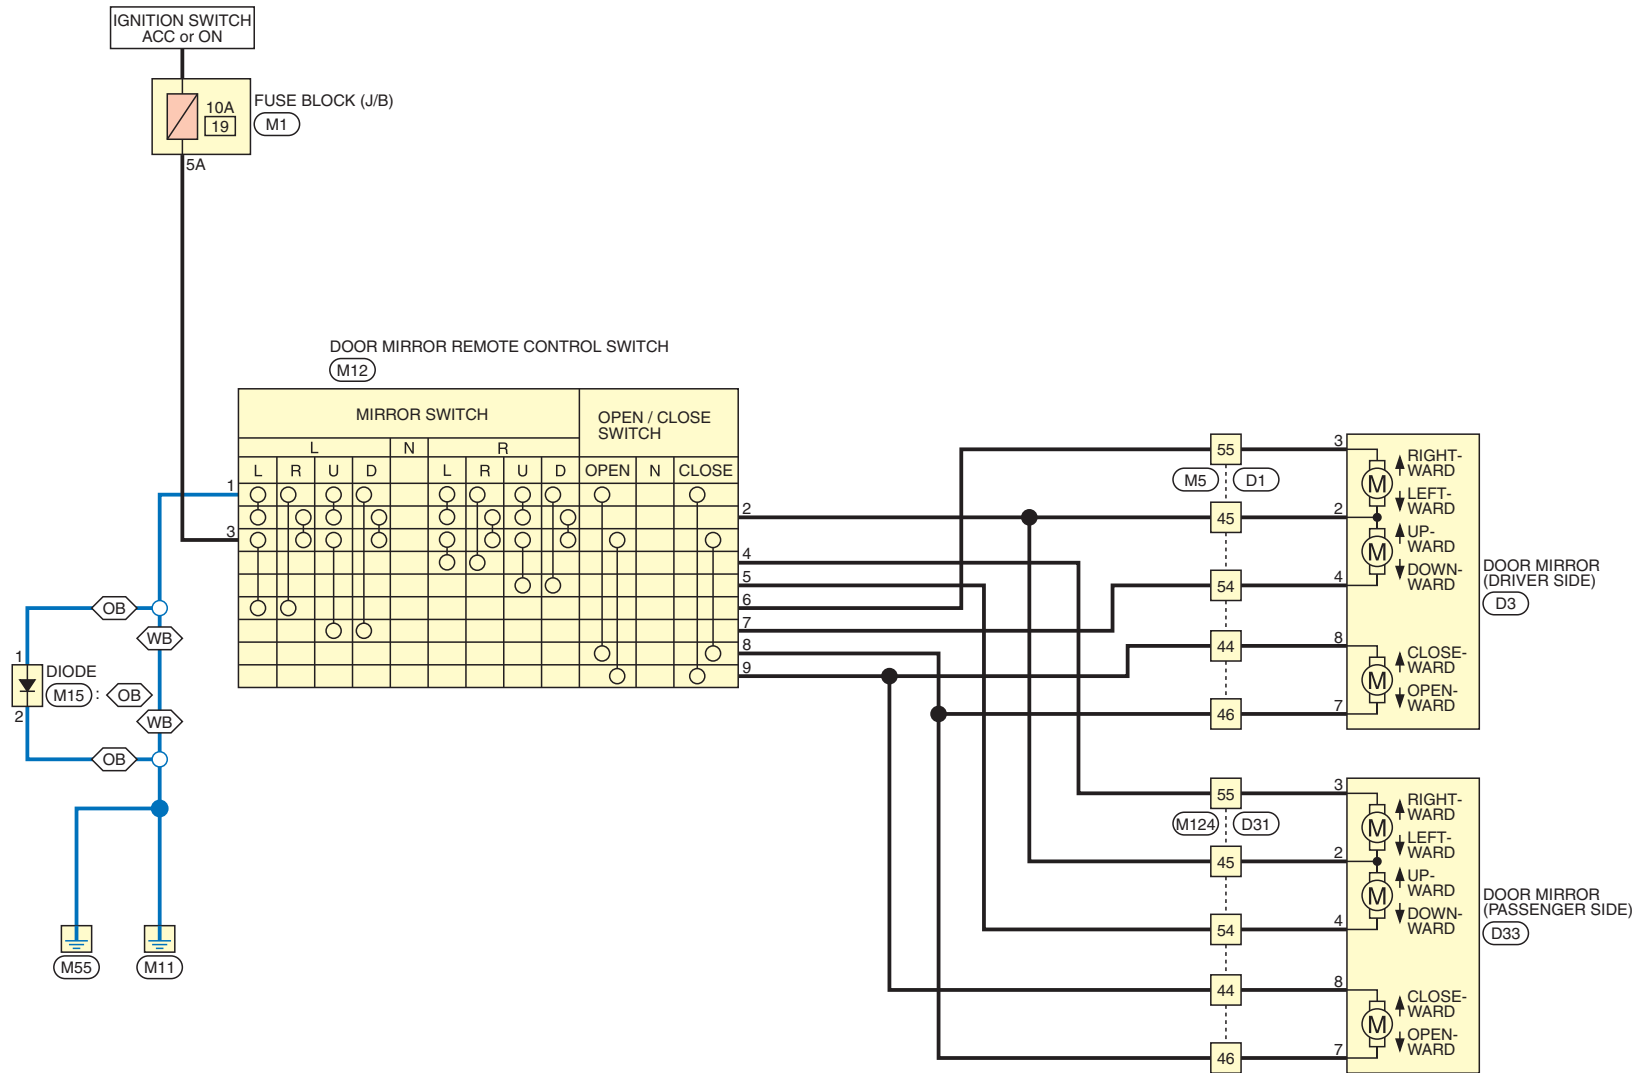 IGNITION SWITCH
ACC or ON
10A
19
FUSE BLOCK (J/B)
M1
5A
DOOR MIRROR REMOTE CONTROL SWITCH
M12
MIRROR SWITCH
OPEN / CLOSE
SWITCH
L N R
L R U D L R U D OPEN N CLOSE
1
3
2
4
5
6
7
8
9
OB
WB
1
DIODE
M15 : OB
2
WB
OB
M55
M11
55
M5 D1
45
54
44
46
3
2
4
8
7
M
RIGHT-
WARD
LEFT-
WARD
M
UP-
WARD
DOWN-
WARD
M
CLOSE-
WARD
OPEN-
WARD
DOOR MIRROR
(DRIVER SIDE)
D3
55
M124 D31
45
54
44
46
3
2
4
8
7
M
RIGHT-
WARD
LEFT-
WARD
M
UP-
WARD
DOWN-
WARD
M
CLOSE-
WARD
OPEN-
WARD
DOOR MIRROR
(PASSENGER SIDE)
D33